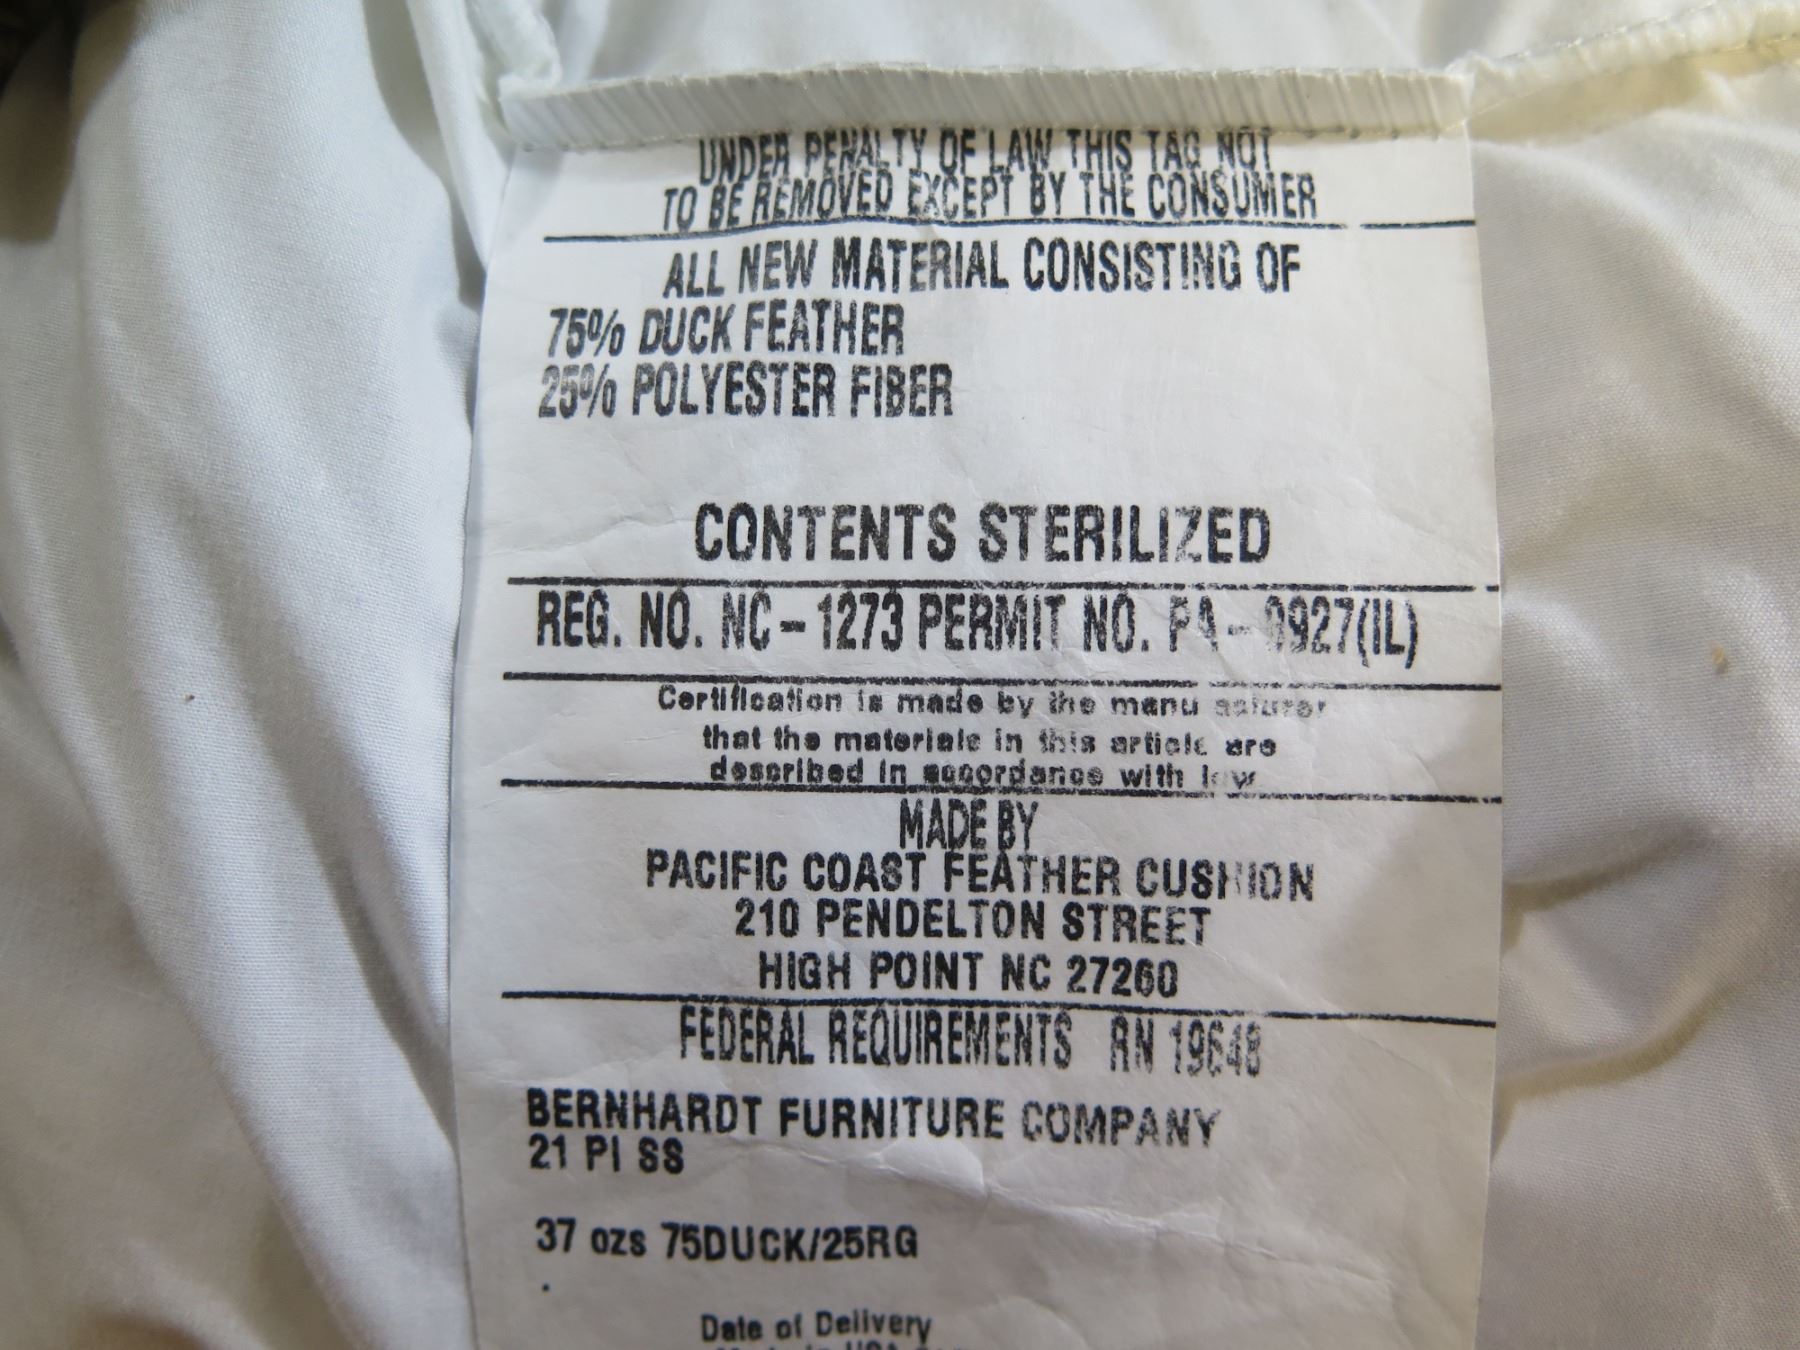 UNDER PENALTY OF LAW THIS TAG NOT
TO BE REMOVED EXCEPT BY THE CONSUMER
ALL NEW MATERIAL CONSISTING OF
75% DUCK FEATHER
25% POLYESTER FIBER
CONTENTS STERILIZED
REG. NO. NC-1273 PERMIT NO. PA-
Certification is made by the
that the materials in this article are
described in accordance with law
MADE BY
PACIFIC COAST FEATHER CUSHION
210 PENDELTON STREET
HIGH POINT NC 27260
FEDERAL REQUIREMENTS RN 19648
BERNHARDT FURNITURE COMPANY
21 PI SS
37 ozs 75DUCK/25RG
Date of Delivery